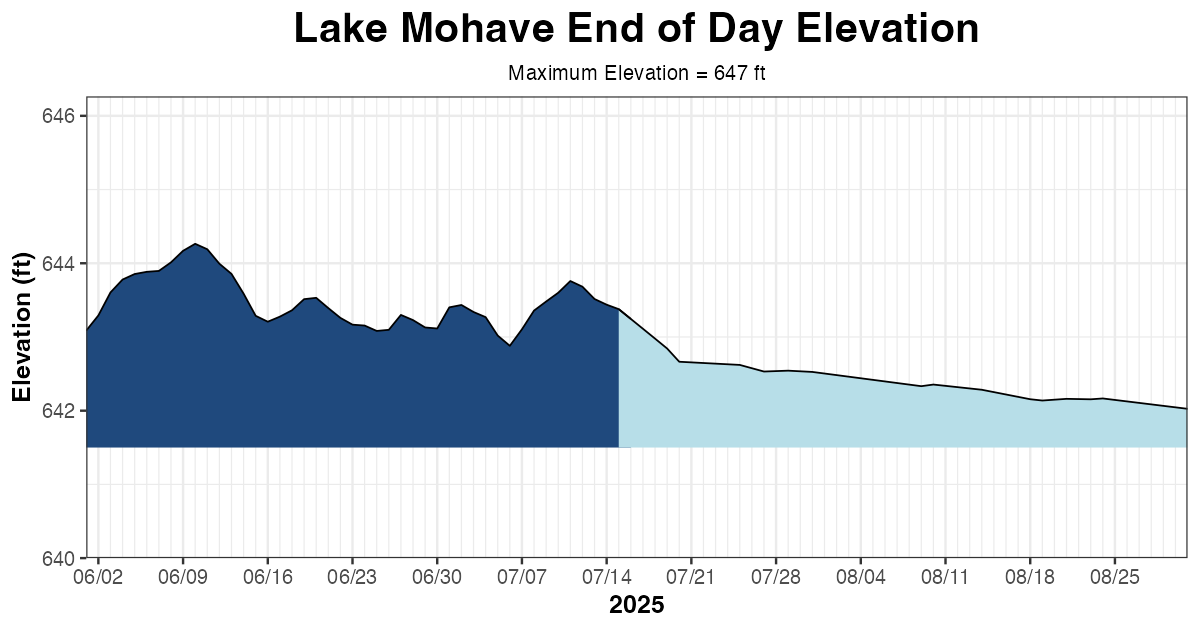 Lake Mohave End of Day Elevation
Maximum Elevation = 647 ft
Elevation (ft)
646
644
642
640
06/02 06/09 06/16 06/23 06/30 07/07 07/14 07/21 07/28 08/04 08/11 08/18 08/25
2025